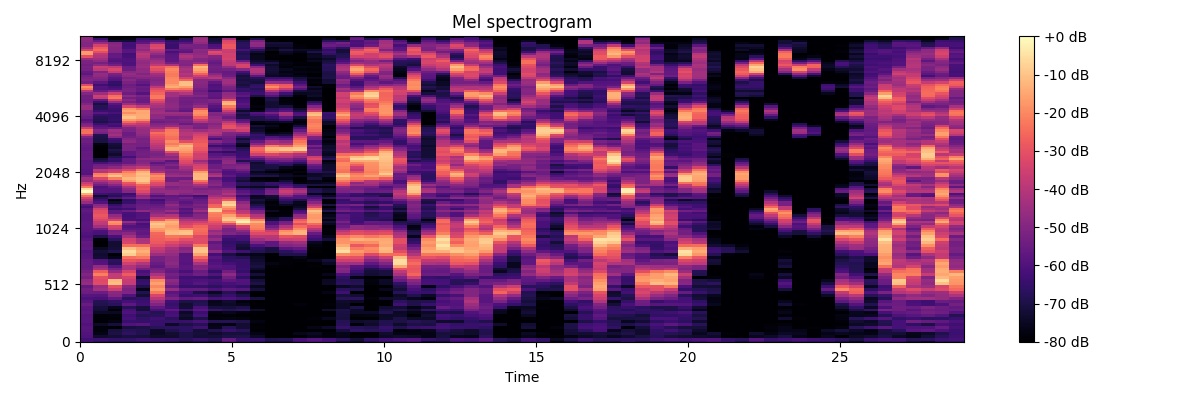 Mel spectrogram
8192
4096
2048
1024
512
0
Hz
0 5 10 15 20 25
Time
+0 dB
-10 dB
-20 dB
-30 dB
-40 dB
-50 dB
-60 dB
-70 dB
-80 dB